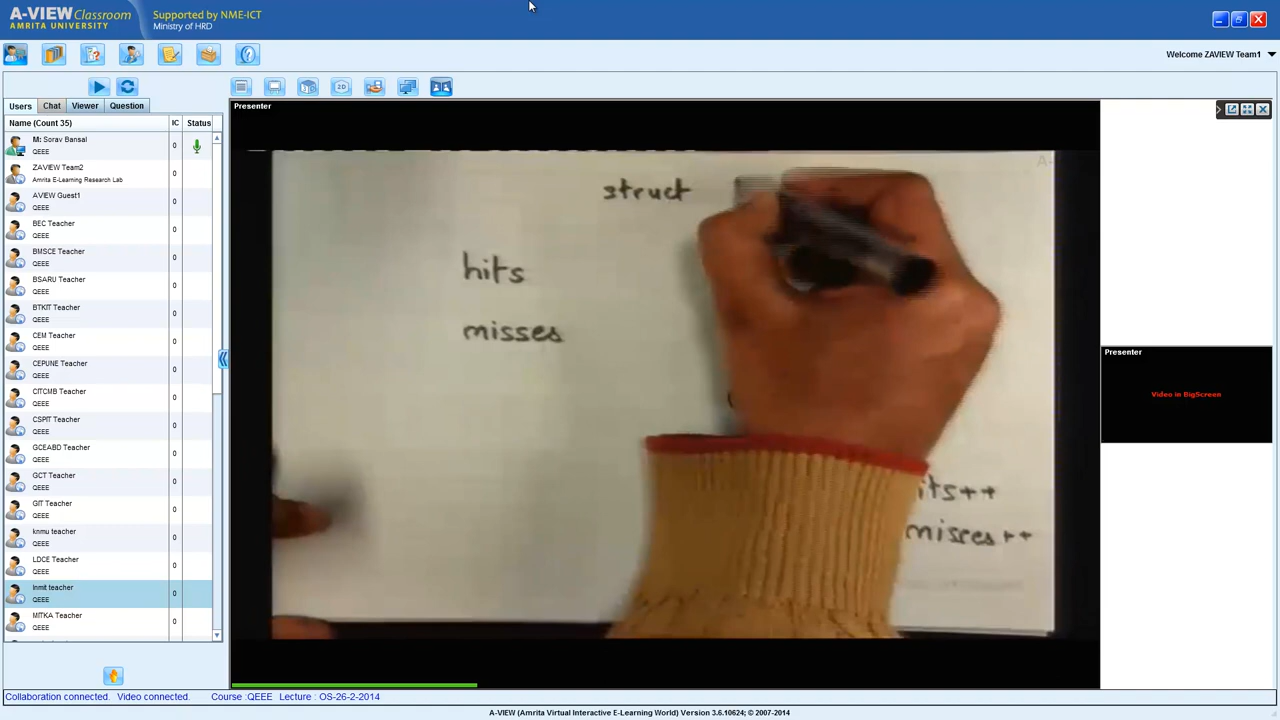 A-VIEW Classroom
AMRITA UNIVERSITY
Supported by NME-ICT
Ministry of HRD
Welcome ZAVIEW Team1
Users Chat Viewer Question
Name (Count 35) IC Status
M: Sorav Bansal
QEEE 0
ZAVIEW Team2
Amrita E-Learning Research Lab 0
AVIEW Guest1
QEEE 0
BEC Teacher
QEEE 0
BMSCE Teacher
QEEE 0
BSARU Teacher
QEEE 0
BTKIT Teacher
QEEE 0
CEM Teacher
QEEE 0
CEPUNE Teacher
QEEE 0
CITCMB Teacher
QEEE 0
CSPIT Teacher
QEEE 0
GCEABD Teacher
QEEE 0
GCT Teacher
QEEE 0
GIT Teacher
QEEE 0
knmu teacher
QEEE 0
LDCE Teacher
QEEE 0
lnmit teacher
QEEE 0
MITKA Teacher
QEEE 0
2D
Presenter
struct
hits
misses
its++
misses++
Presenter
Video in BigScreen
Collaboration connected. Video connected. Course :QEEE Lecture : OS-26-2-2014
A-VIEW (Amrita Virtual Interactive E-Learning World) Version 3.6.10624; © 2007-2014